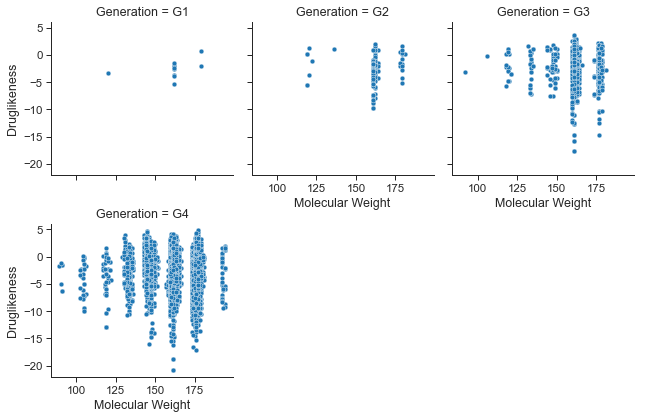 Generation = G1
Generation = G2
Generation = G3
5
0
−5
−10
−15
−20
Druglikeness
100
125
150
175
Molecular Weight
100
125
150
175
Molecular Weight
Generation = G4
5
0
−5
−10
−15
−20
Druglikeness
100
125
150
175
Molecular Weight